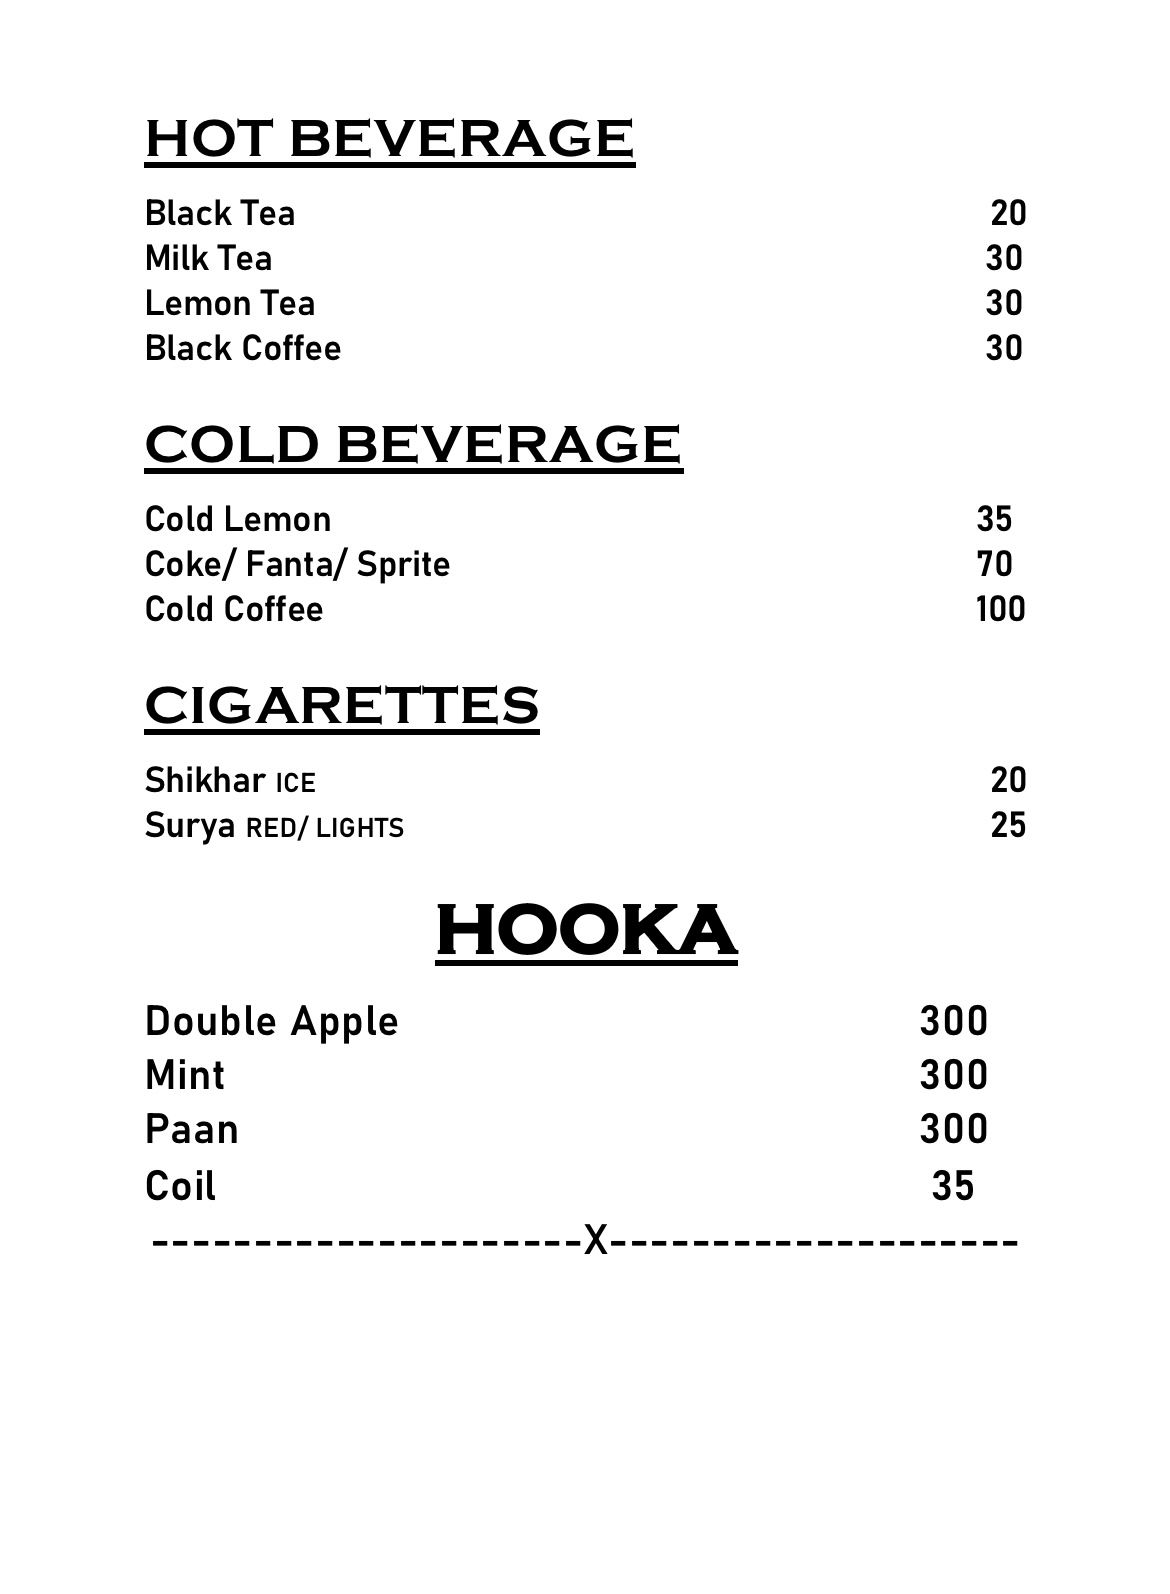 HOT BEVERAGE
Black Tea 20
Milk Tea 30
Lemon Tea 30
Black Coffee 30
COLD BEVERAGE
Cold Lemon 35
Coke/ Fanta/ Sprite 70
Cold Coffee 100
CIGARETTES
Shikhar ICE 20
Surya RED/ LIGHTS 25
HOOKA
Double Apple 300
Mint 300
Paan 300
Coil 35
---------------------X--------------------